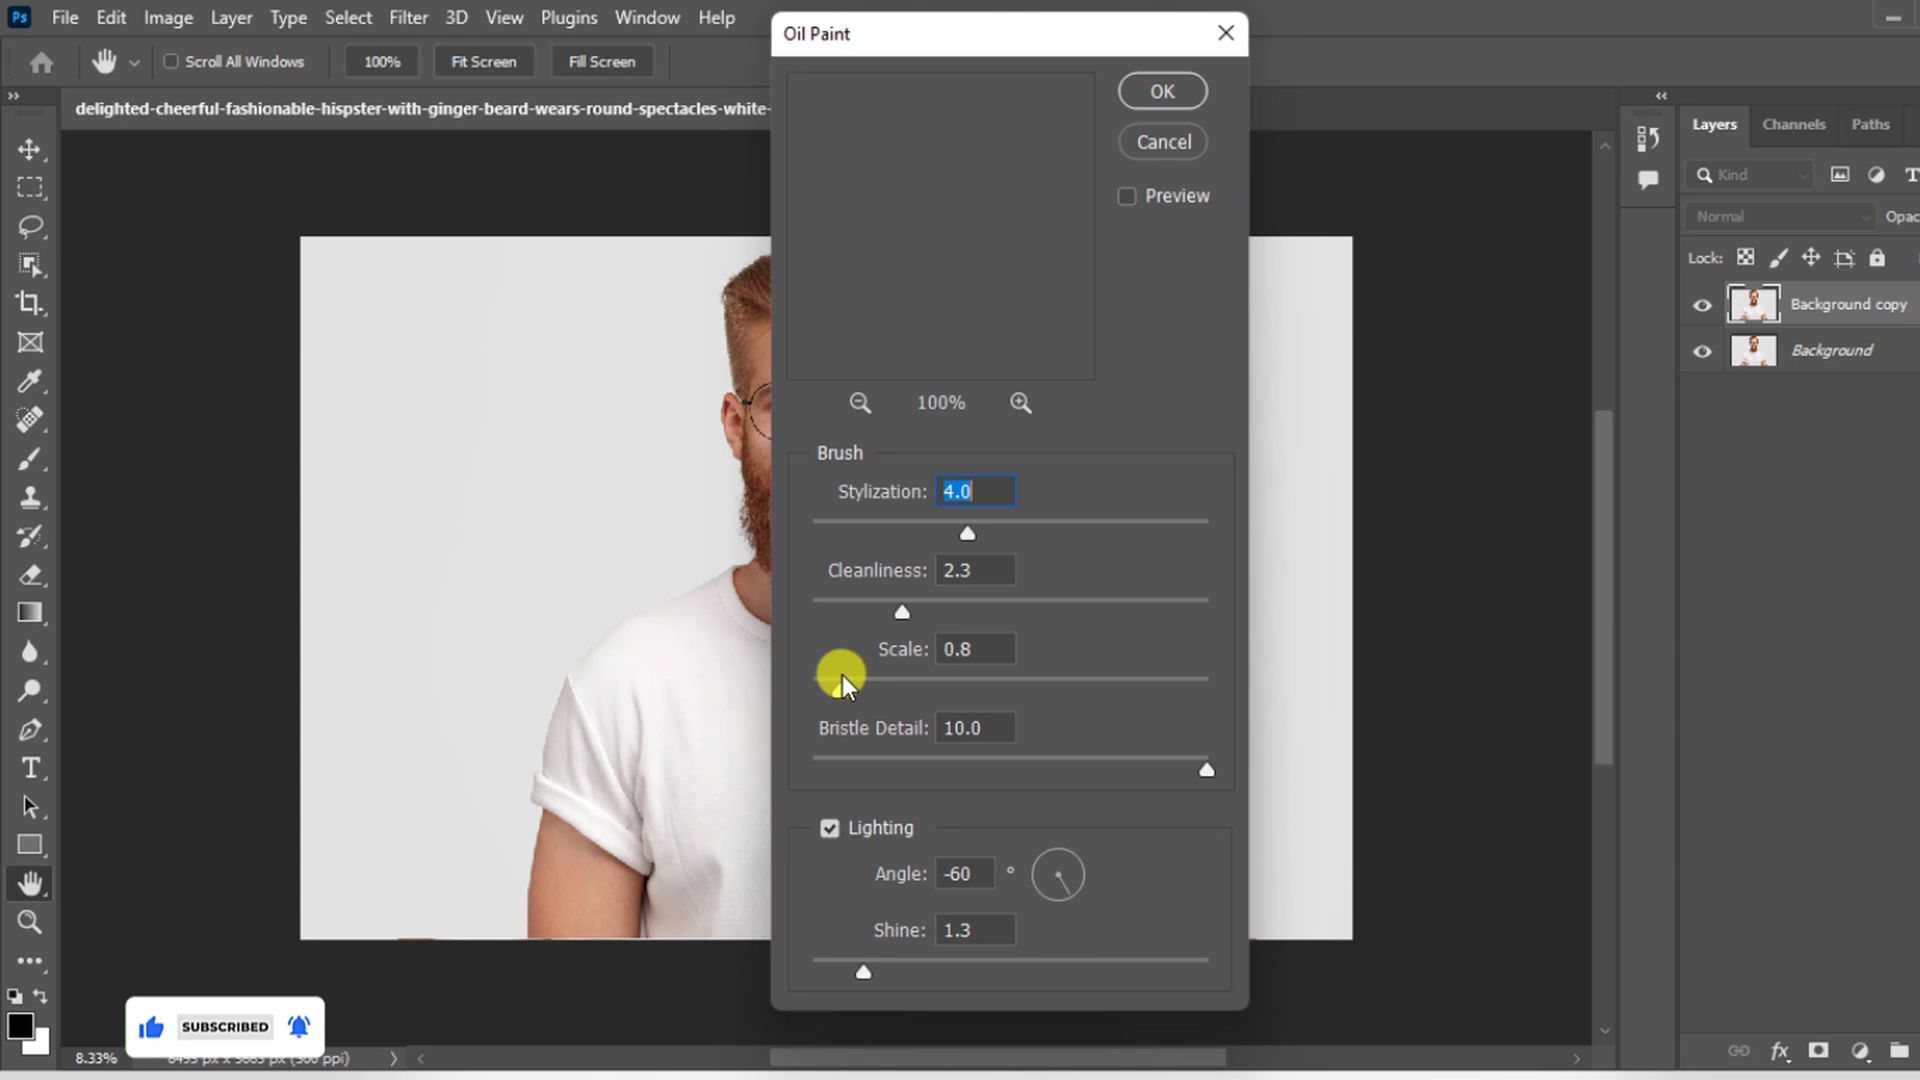 Ps File Edit Image Layer Type Select Filter 3D View Plugins Window Help
Oil Paint
Scroll All Windows 100% Fit Screen Fill Screen
delighted-cheerful-fashionable-hispster-with-ginger-beard-wears-round-spectacles-white-
OK
Cancel
Preview
100%
Brush
Stylization: 4.0
Cleanliness: 2.3
Scale: 0.8
Bristle Detail: 10.0
Lighting
Angle: -60 °
Shine: 1.3
Layers Channels Paths
Kind
Normal Opac
Lock:
Background copy
Background
SUBSCRIBED
8.33%